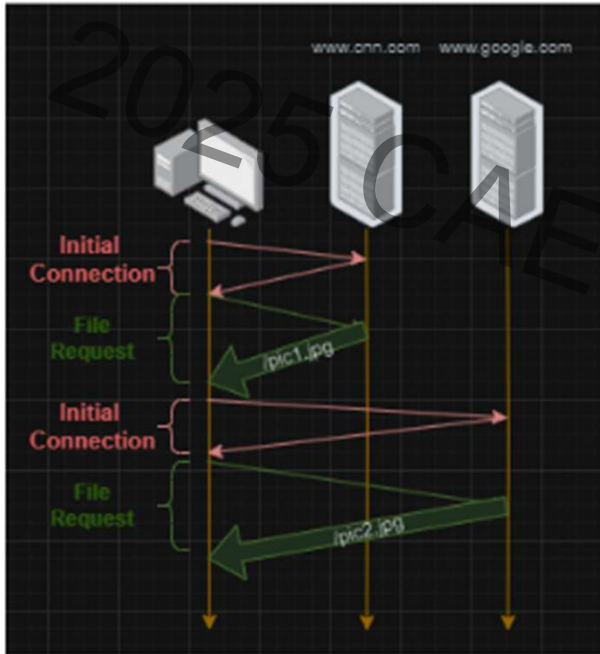 www.cnn.com www.google.com
2025 CAE
Initial
Connection
File
Request
/pic1.jpg
Initial
Connection
File
Request
/pic2.jpg